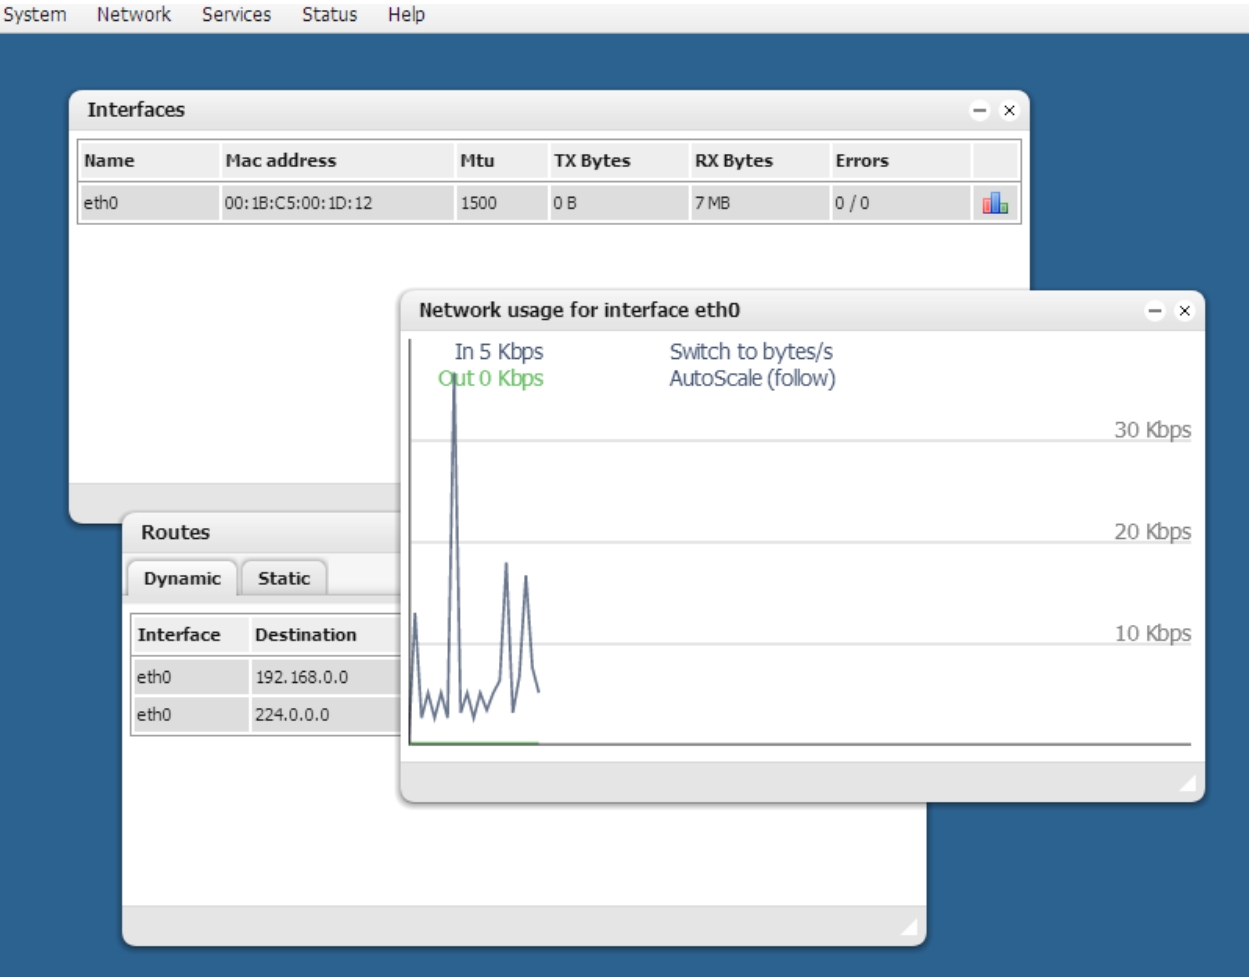 System Network Services Status Help
Interfaces
Name Mac address Mtu TX Bytes RX Bytes Errors
eth0 00:1B:C5:00:1D:12 1500 0 B 7 MB 0 / 0
Network usage for interface eth0
In 5 Kbps Switch to bytes/s
Out 0 Kbps AutoScale (follow)
30 Kbps
20 Kbps
10 Kbps
Routes
Dynamic Static
Interface Destination
eth0 192.168.0.0
eth0 224.0.0.0